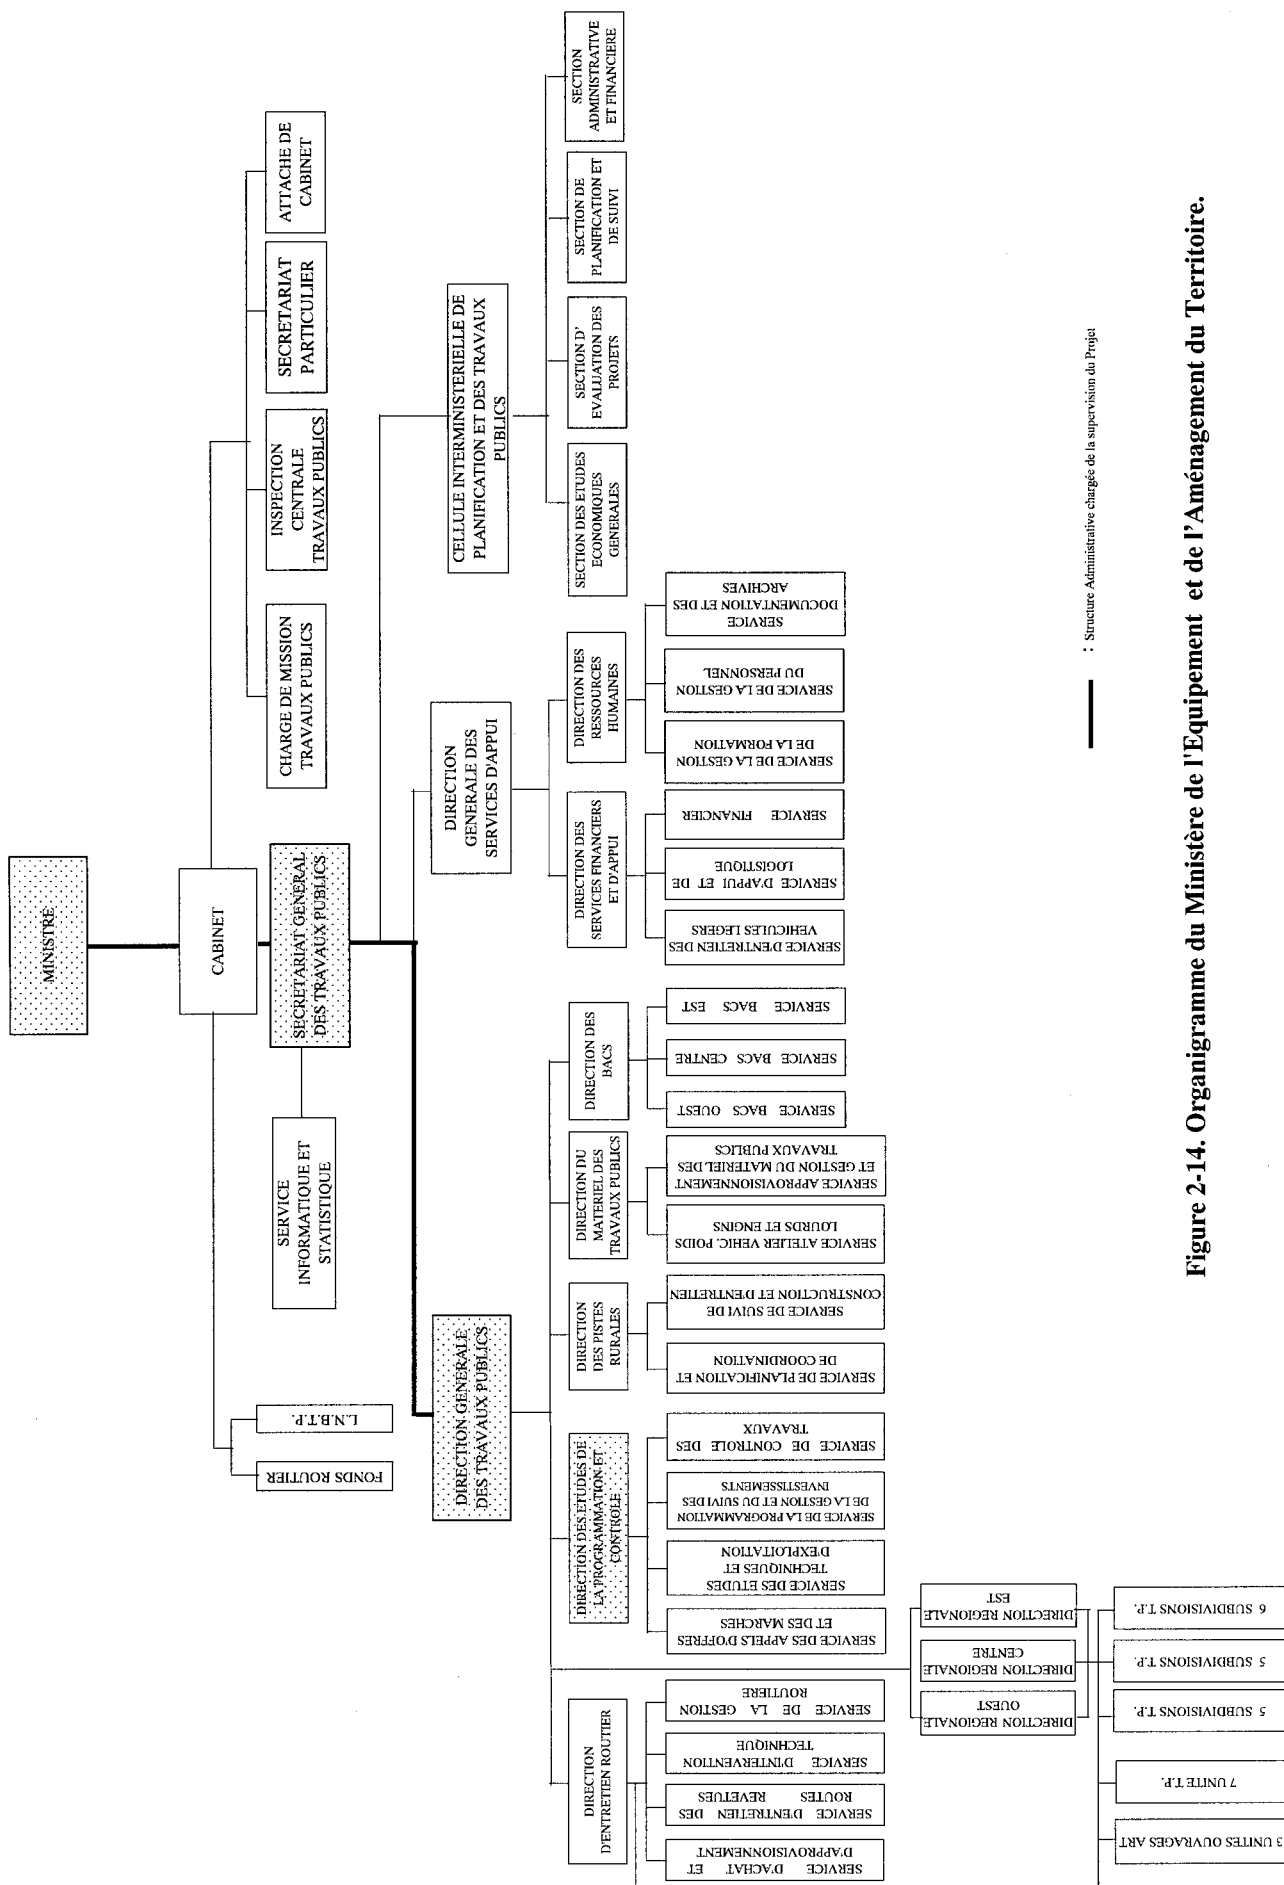 MINISTRE
CABINET
SECRETARIAT GENERAL
DES TRAVAUX PUBLICS
FONDS ROUTIER
L.N.B.T.P.
SERVICE
INFORMATIQUE ET
STATISTIQUE
CHARGE DE MISSION
TRAVAUX PUBLICS
INSPECTION
CENTRALE
TRAVAUX PUBLICS
SECRETARIAT
PARTICULIER
ATTACHE DE
CABINET
DIRECTION GENERALE
DES TRAVAUX PUBLICS
DIRECTION
GENERALE DES
SERVICES D'APPUI
CELLULE INTERMINISTERIELLE DE
PLANIFICATION ET DES TRAVAUX
PUBLICS
DIRECTION
D'ENTRETIEN ROUTIER
DIRECTION DES ETUDES DE
LA PROGRAMMATION ET
CONTROLE
DIRECTION
DES PISTES
RURALES
DIRECTION DU
MATERIEL DES
TRAVAUX PUBLICS
DIRECTION DES
BACS
DIRECTION DES
SERVICES FINANCIERS
ET D'APPUI
DIRECTION DES
RESSOURCES
HUMAINES
SECTION DES ETUDES
ECONOMIQUES
GENERALES
SECTION D'
EVALUATION DES
PROJETS
SECTION DE
PLANIFICATION ET
DE SUIVI
SECTION
ADMINISTRATIVE
ET FINANCIERE
SERVICE D'ACHAT ET
D'APPROVISIONNEMENT
SERVICE D'ENTRETIEN DES
ROUTES REVETUES
SERVICE D'INTERVENTION
TECHNIQUE
SERVICE DE LA GESTION
ROUTIERE
SERVICE DES APPELS D'OFFRES
ET DES MARCHES
SERVICE DES ETUDES
TECHNIQUES ET
D'EXPLOITATION
SERVICE DE LA PROGRAMMATION
DE LA GESTION ET DU SUIVI DES
INVESTISSEMENTS
SERVICE DE CONTROLE DES
TRAVAUX
SERVICE DE PLANIFICATION ET
DE COORDINATION
SERVICE DE SUIVI DE
CONSTRUCTION ET D'ENTRETIEN
SERVICE ATELIER VEHIC. POIDS
LOURDS ET ENGINS
SERVICE APPROVISIONNEMENT
ET GESTION DU MATERIEL DES
TRAVAUX PUBLICS
SERVICE BACS OUEST
SERVICE BACS CENTRE
SERVICE BACS EST
SERVICE D'ENTRETIEN DES
VEHICULES LEGERS
SERVICE D'APPUI ET DE
LOGISTIQUE
SERVICE FINANCIER
SERVICE DE LA GESTION
DE LA FORMATION
SERVICE DE LA GESTION
DU PERSONNEL
SERVICE
DOCUMENTATION ET DES
ARCHIVES
DIRECTION REGIONALE
OUEST
DIRECTION REGIONALE
CENTRE
DIRECTION REGIONALE
EST
3 UNITES OUVRAGES ART
7 UNITE T.P.
5 SUBDIVISIONS T.P.
5 SUBDIVISIONS T.P.
6 SUBDIVISIONS T.P.
: Structure Administrative chargée de la supervision du Projet
Figure 2-14. Organigramme du Ministère de l'Equipement et de l'Aménagement du Territoire.